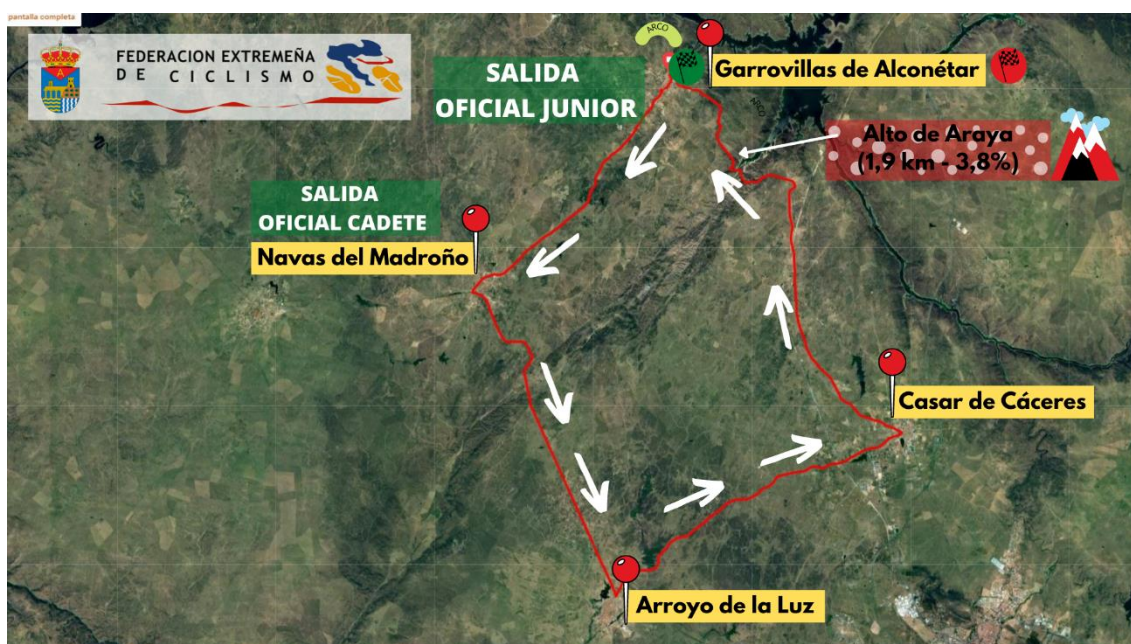 pantalla completa
FEDERACION EXTREMEÑA
DE CICLISMO
SALIDA
OFICIAL JUNIOR
ARCO
Garrovillas de Alconétar
ARCO
Alto de Araya
(1,9 km - 3,8%)
SALIDA
OFICIAL CADETE
Navas del Madroño
Casar de Cáceres
Arroyo de la Luz